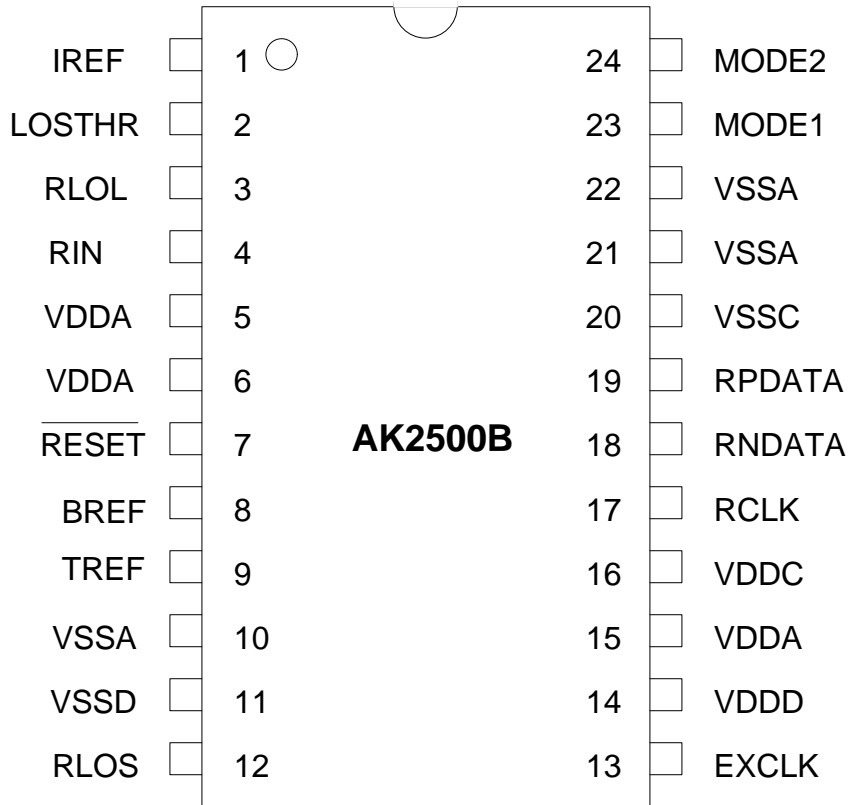 IREF 1 24 MODE2
LOSTHR 2 23 MODE1
RLOL 3 22 VSSA
RIN 4 21 VSSA
VDDA 5 20 VSSC
VDDA 6 19 RPDATA
RESET 7 AK2500B 18 RNDATA
BREF 8 17 RCLK
TREF 9 16 VDDC
VSSA 10 15 VDDA
VSSD 11 14 VDDD
RLOS 12 13 EXCLK